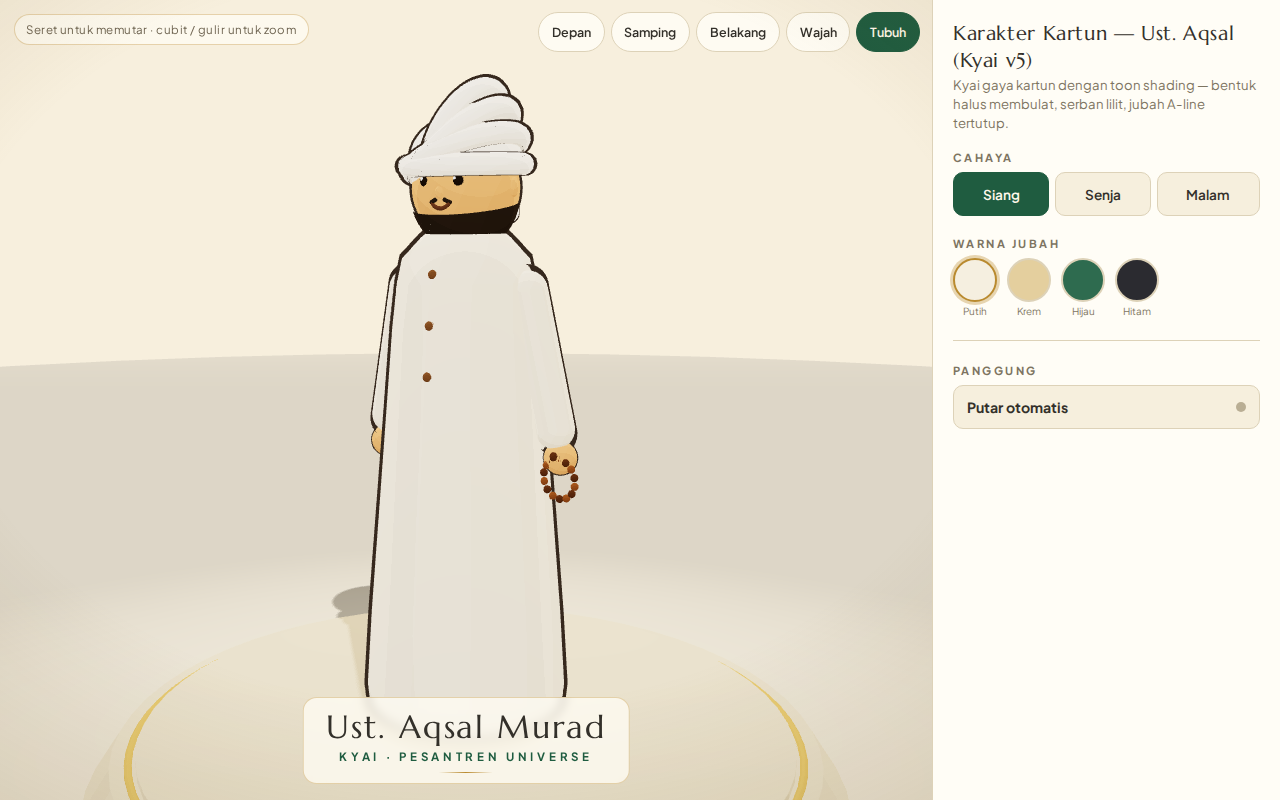 Seret untuk memutar · cubit / gulir untuk zoom
Depan
Samping
Belakang
Wajah
Tubuh
Ust. Aqsal Murad
KYAI · PESANTREN UNIVERSE
Karakter Kartun — Ust. Aqsal
(Kyai v5)
Kyai gaya kartun dengan toon shading — bentuk
halus membulat, serban lilit, jubah A-line
tertutup.
CAHAYA
Siang
Senja
Malam
WARNA JUBAH
Putih
Krem
Hijau
Hitam
PANGGUNG
Putar otomatis